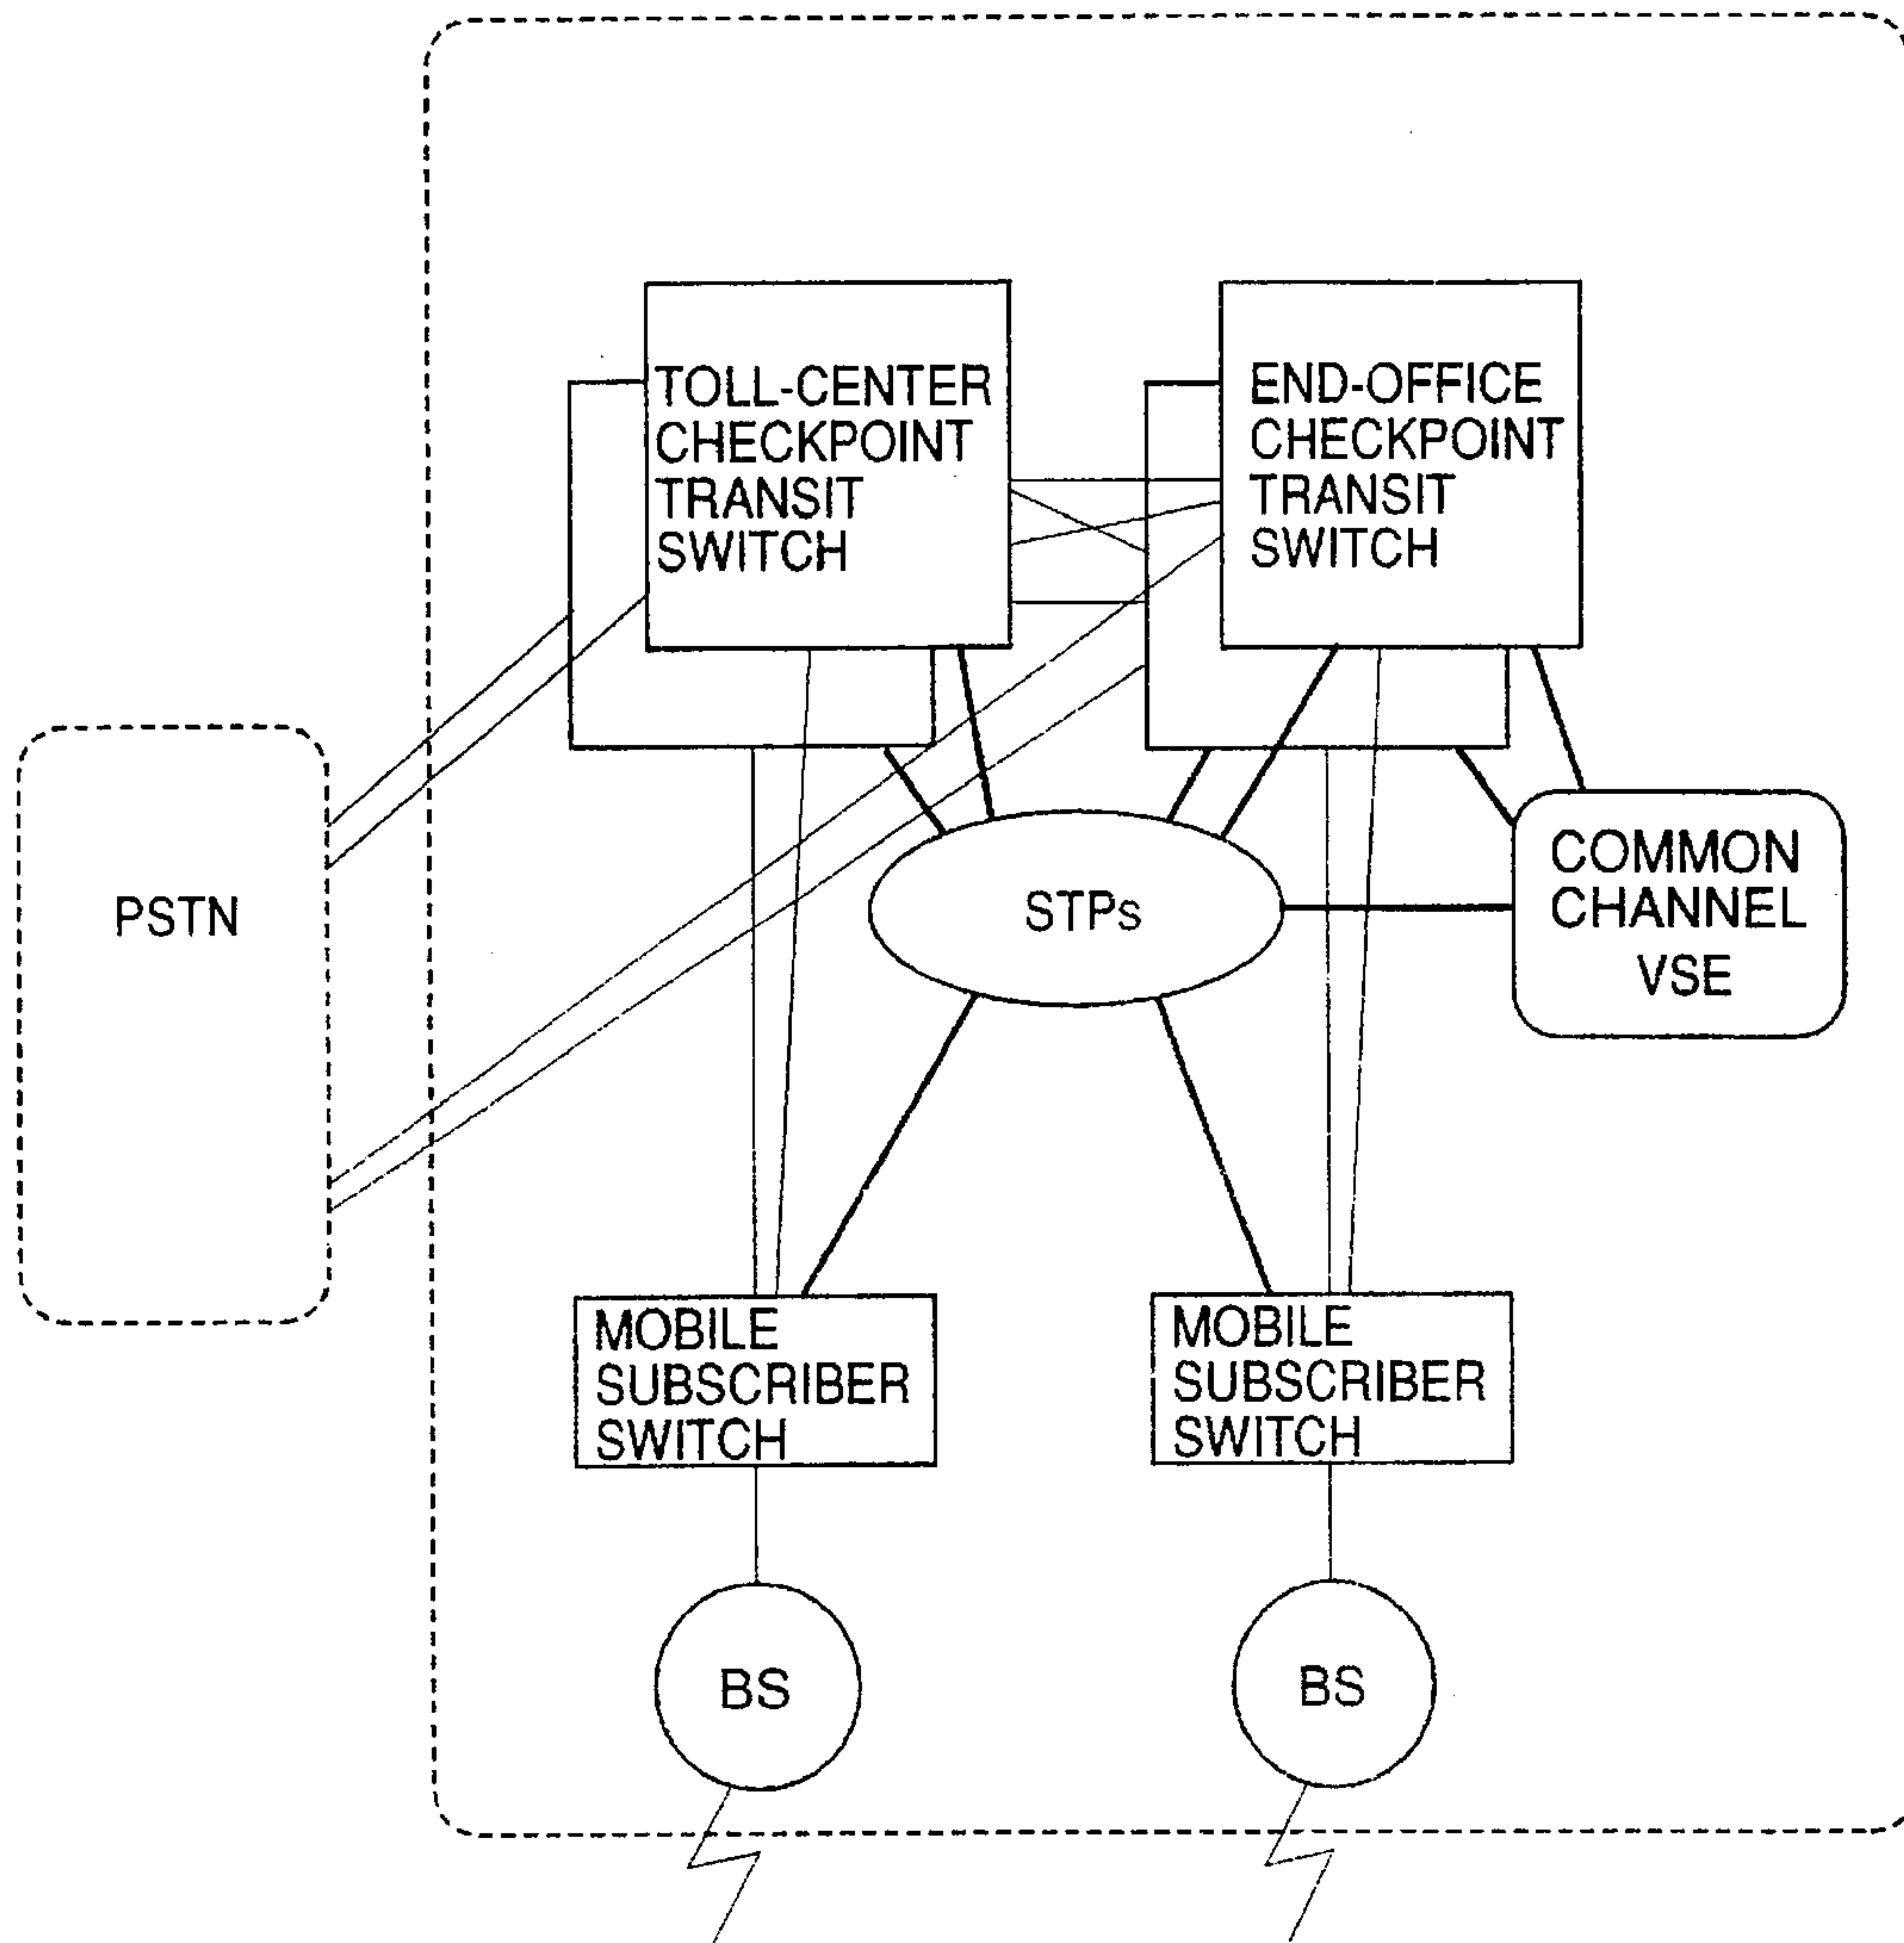 TOLL-CENTER
CHECKPOINT
TRANSIT
SWITCH
END-OFFICE
CHECKPOINT
TRANSIT
SWITCH
PSTN
STPs
COMMON
CHANNEL
VSE
MOBILE
SUBSCRIBER
SWITCH
MOBILE
SUBSCRIBER
SWITCH
BS
BS